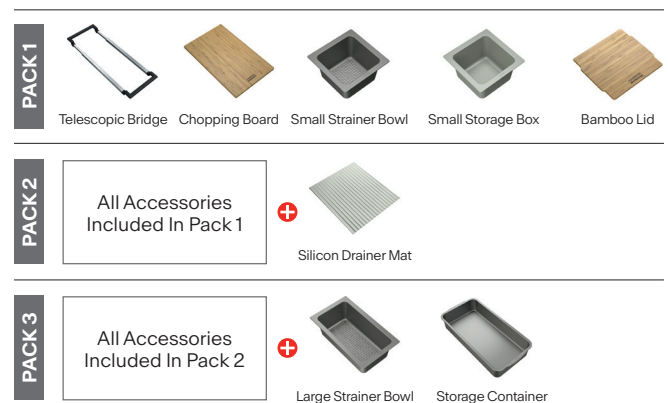 PACK 1
Telescopic Bridge
Chopping Board
Small Strainer Bowl
Small Storage Box
Bamboo Lid
PACK 2
All Accessories
Included In Pack 1
Silicon Drainer Mat
PACK 3
All Accessories
Included In Pack 2
Large Strainer Bowl
Storage Container